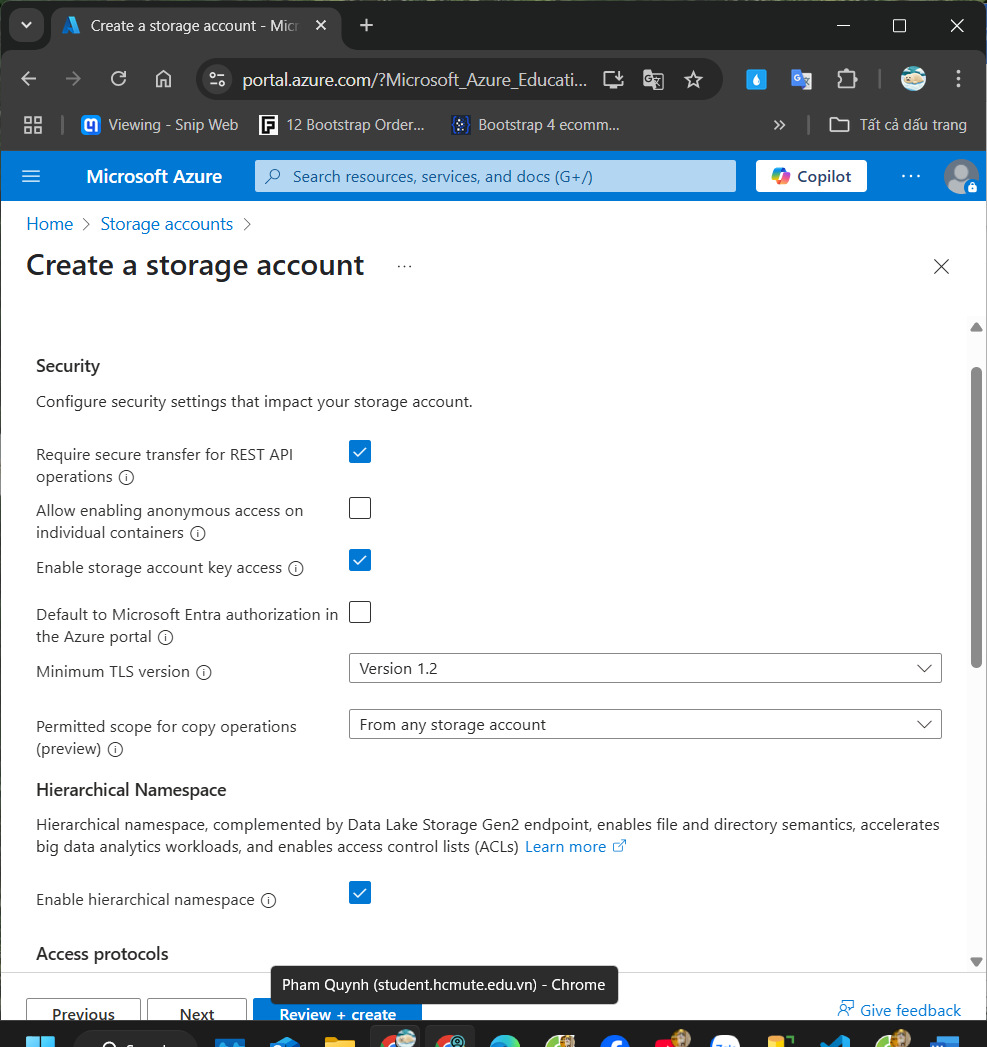 Create a storage account - Micr
portal.azure.com/?Microsoft_Azure_Educati...
Viewing - Snip Web
12 Bootstrap Order...
Bootstrap 4 ecomm...
Tất cả dấu trang
Microsoft Azure
Search resources, services, and docs (G+/)
Copilot
Home > Storage accounts >
Create a storage account
Security
Configure security settings that impact your storage account.
Require secure transfer for REST API
operations
Allow enabling anonymous access on
individual containers
Enable storage account key access
Default to Microsoft Entra authorization in
the Azure portal
Minimum TLS version
Version 1.2
Permitted scope for copy operations
(preview)
From any storage account
Hierarchical Namespace
Hierarchical namespace, complemented by Data Lake Storage Gen2 endpoint, enables file and directory semantics, accelerates
big data analytics workloads, and enables access control lists (ACLs) Learn more
Enable hierarchical namespace
Access protocols
Pham Quynh (student.hcmute.edu.vn) - Chrome
Previous
Next
Review + create
Give feedback